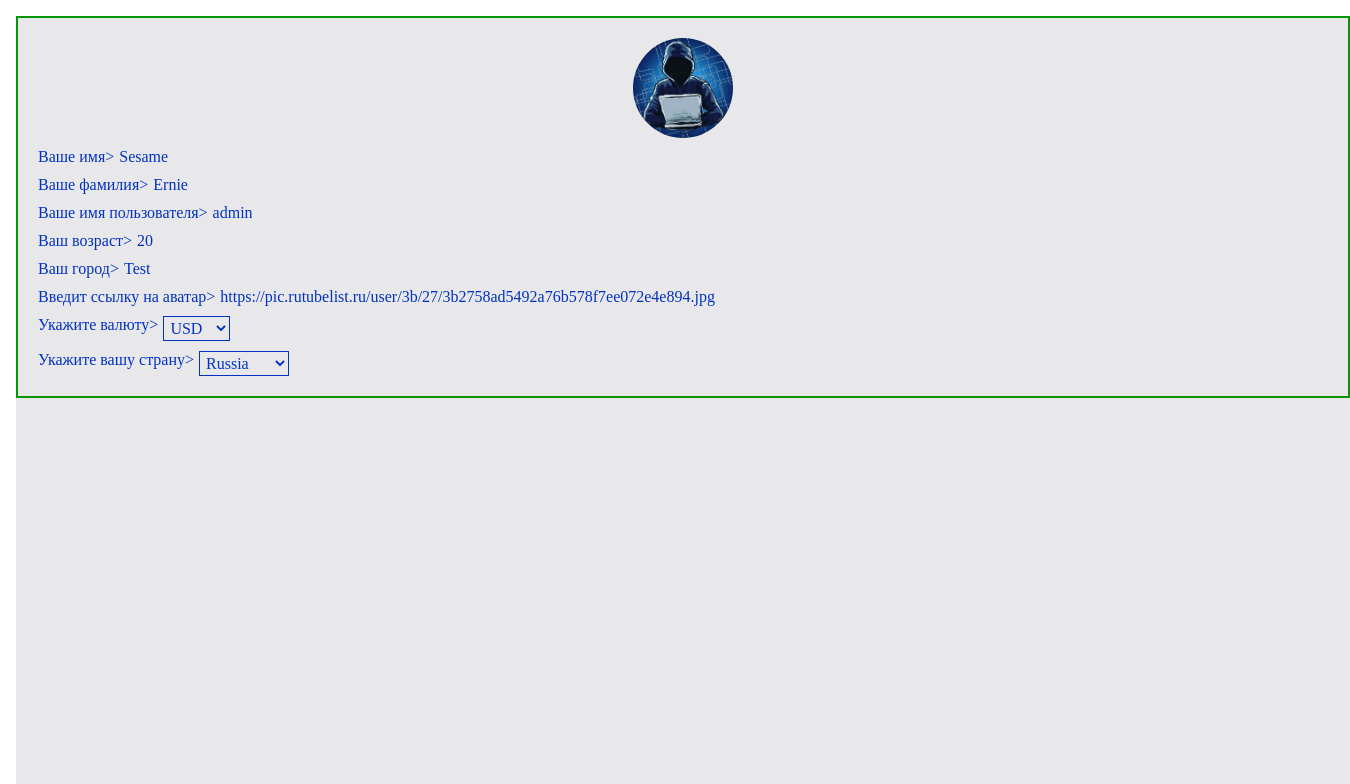 Ваше имя> Sesame
Ваше фамилия> Ernie
Ваше имя пользователя> admin
Ваш возраст> 20
Ваш город> Test
Введит ссылку на аватар> https://pic.rutubelist.ru/user/3b/27/3b2758ad5492a76b578f7ee072e4e894.jpg
Укажите валюту> USD
Укажите вашу страну> Russia